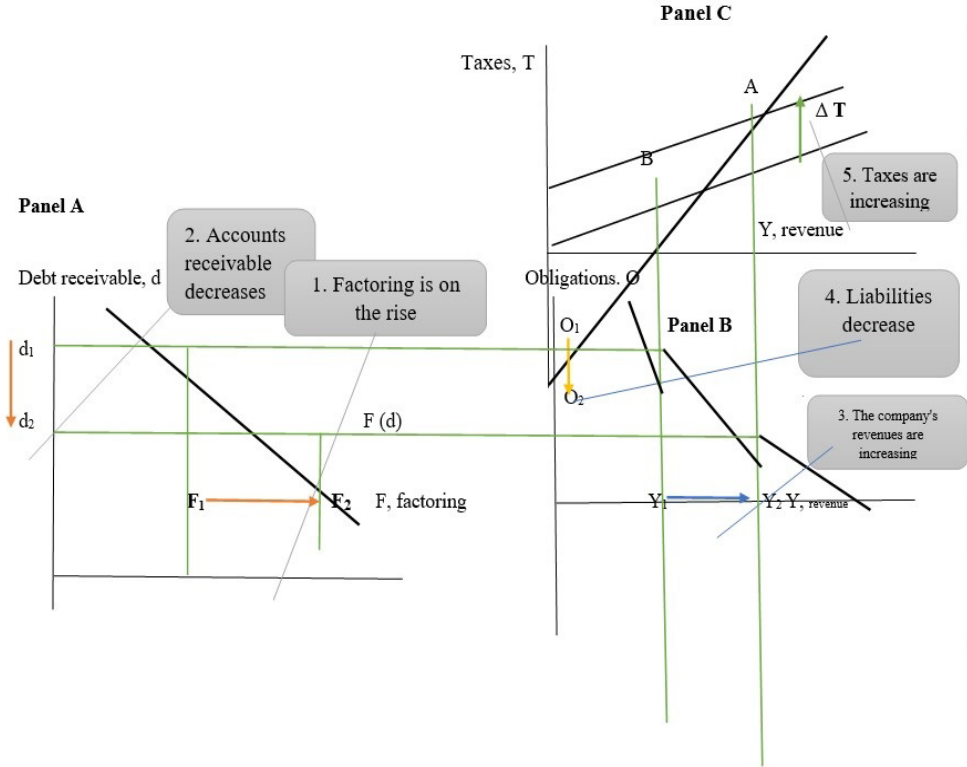 Panel C
Taxes, T
A
Δ T
B
5. Taxes are
increasing
Y, revenue
Panel A
2. Accounts
receivable
decreases
Debt receivable, d
1. Factoring is on
the rise
Obligations. O
4. Liabilities
decrease
Panel B
O₁
O₂
d₁
d₂
F (d)
3. The company's
revenues are
increasing
F₁
F₂
F, factoring
Y₁
Y₂ Y, revenue